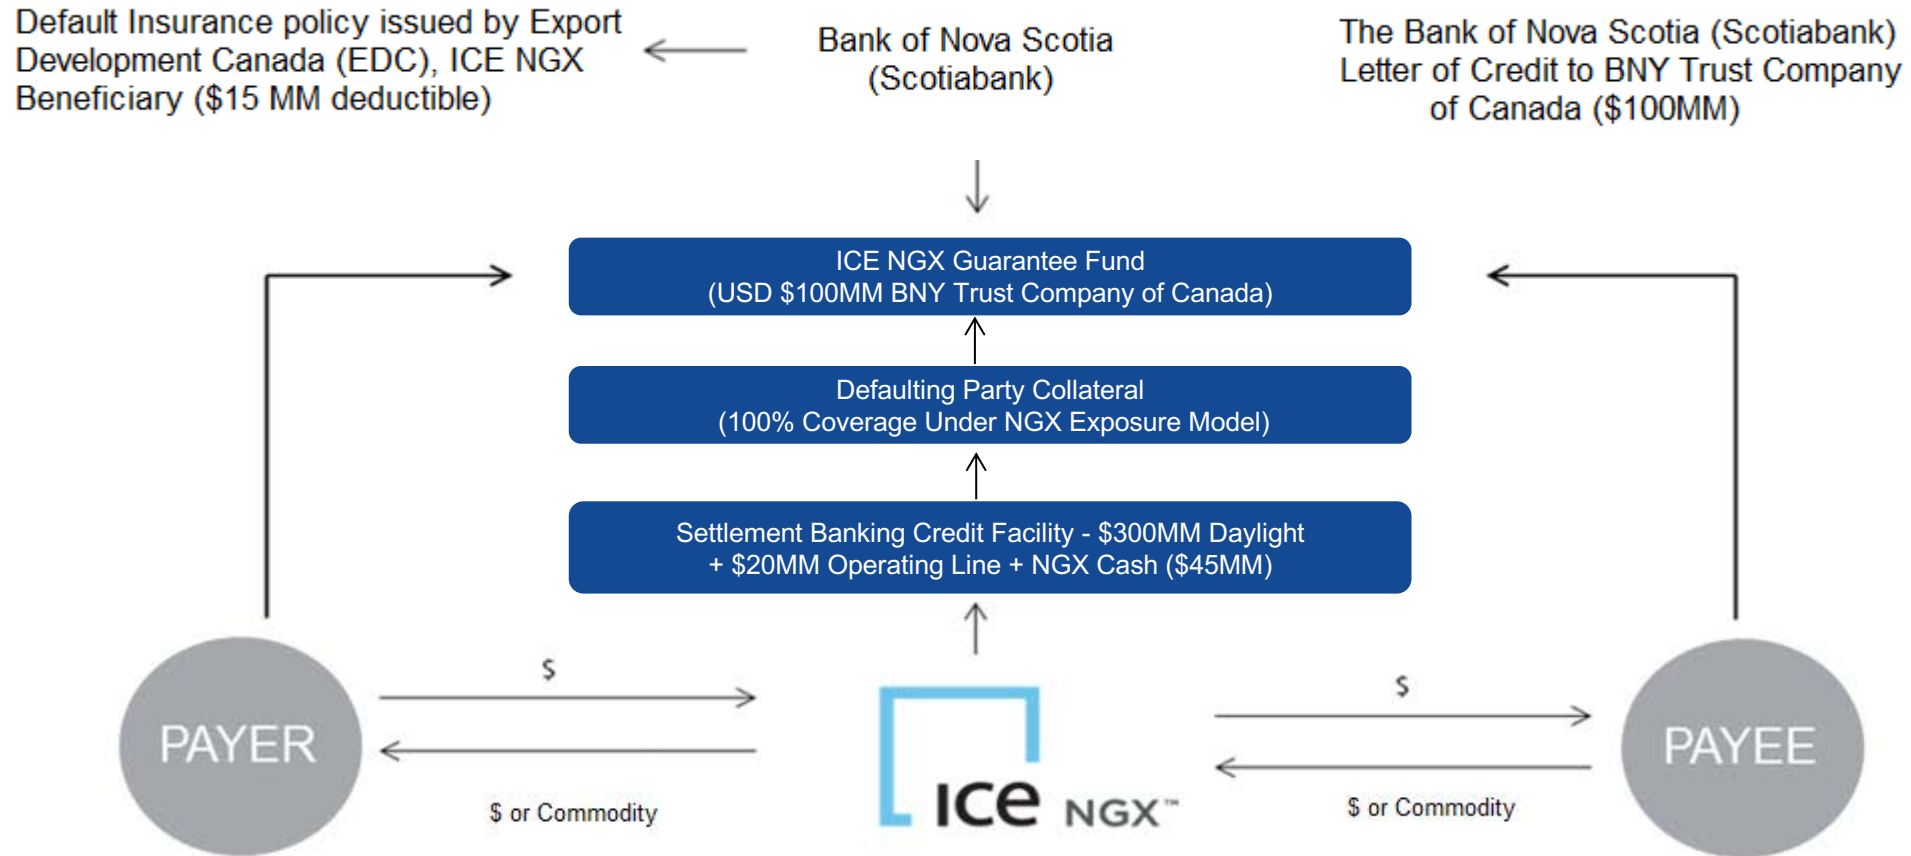 Default Insurance policy issued by Export
Development Canada (EDC), ICE NGX
Beneficiary ($15 MM deductible)
Bank of Nova Scotia
(Scotiabank)
The Bank of Nova Scotia (Scotiabank)
Letter of Credit to BNY Trust Company
of Canada ($100MM)
ICE NGX Guarantee Fund
(USD $100MM BNY Trust Company of Canada)
Defaulting Party Collateral
(100% Coverage Under NGX Exposure Model)
Settlement Banking Credit Facility - $300MM Daylight
+ $20MM Operating Line + NGX Cash ($45MM)
PAYER
$
$ or Commodity
ICE NGX™
$
$ or Commodity
PAYEE